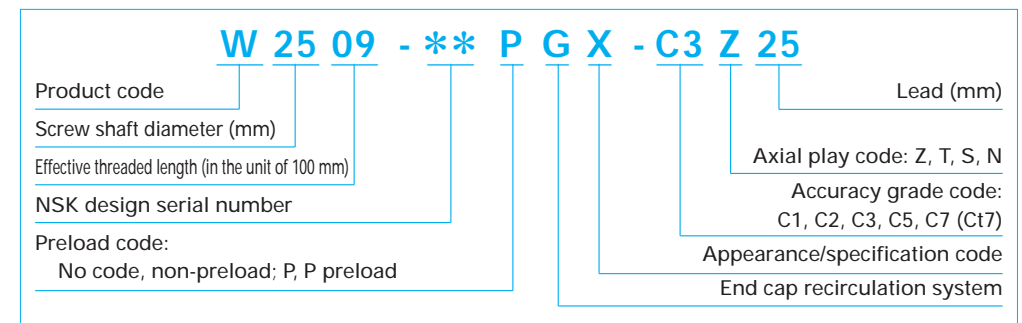 W 25 09 - ** P G X - C3 Z 25
Product code
Screw shaft diameter (mm)
Effective threaded length (in the unit of 100 mm)
NSK design serial number
Preload code:
No code, non-preload; P, P preload
Lead (mm)
Axial play code: Z, T, S, N
Accuracy grade code:
C1, C2, C3, C5, C7 (Ct7)
Appearance/specification code
End cap recirculation system